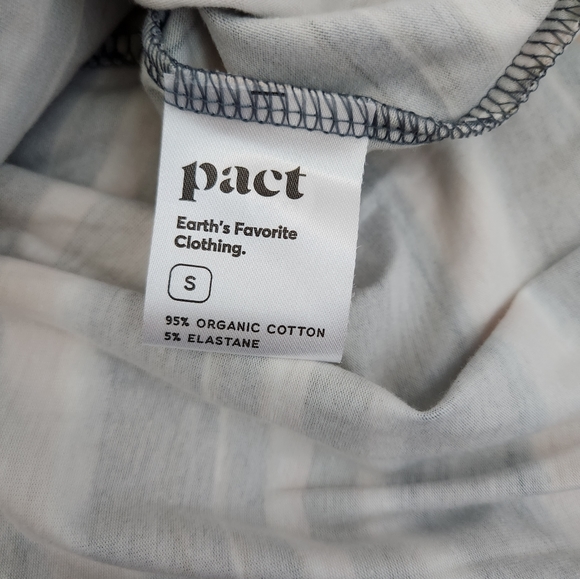 pact
Earth's Favorite
Clothing.
S
95% ORGANIC COTTON
5% ELASTANE